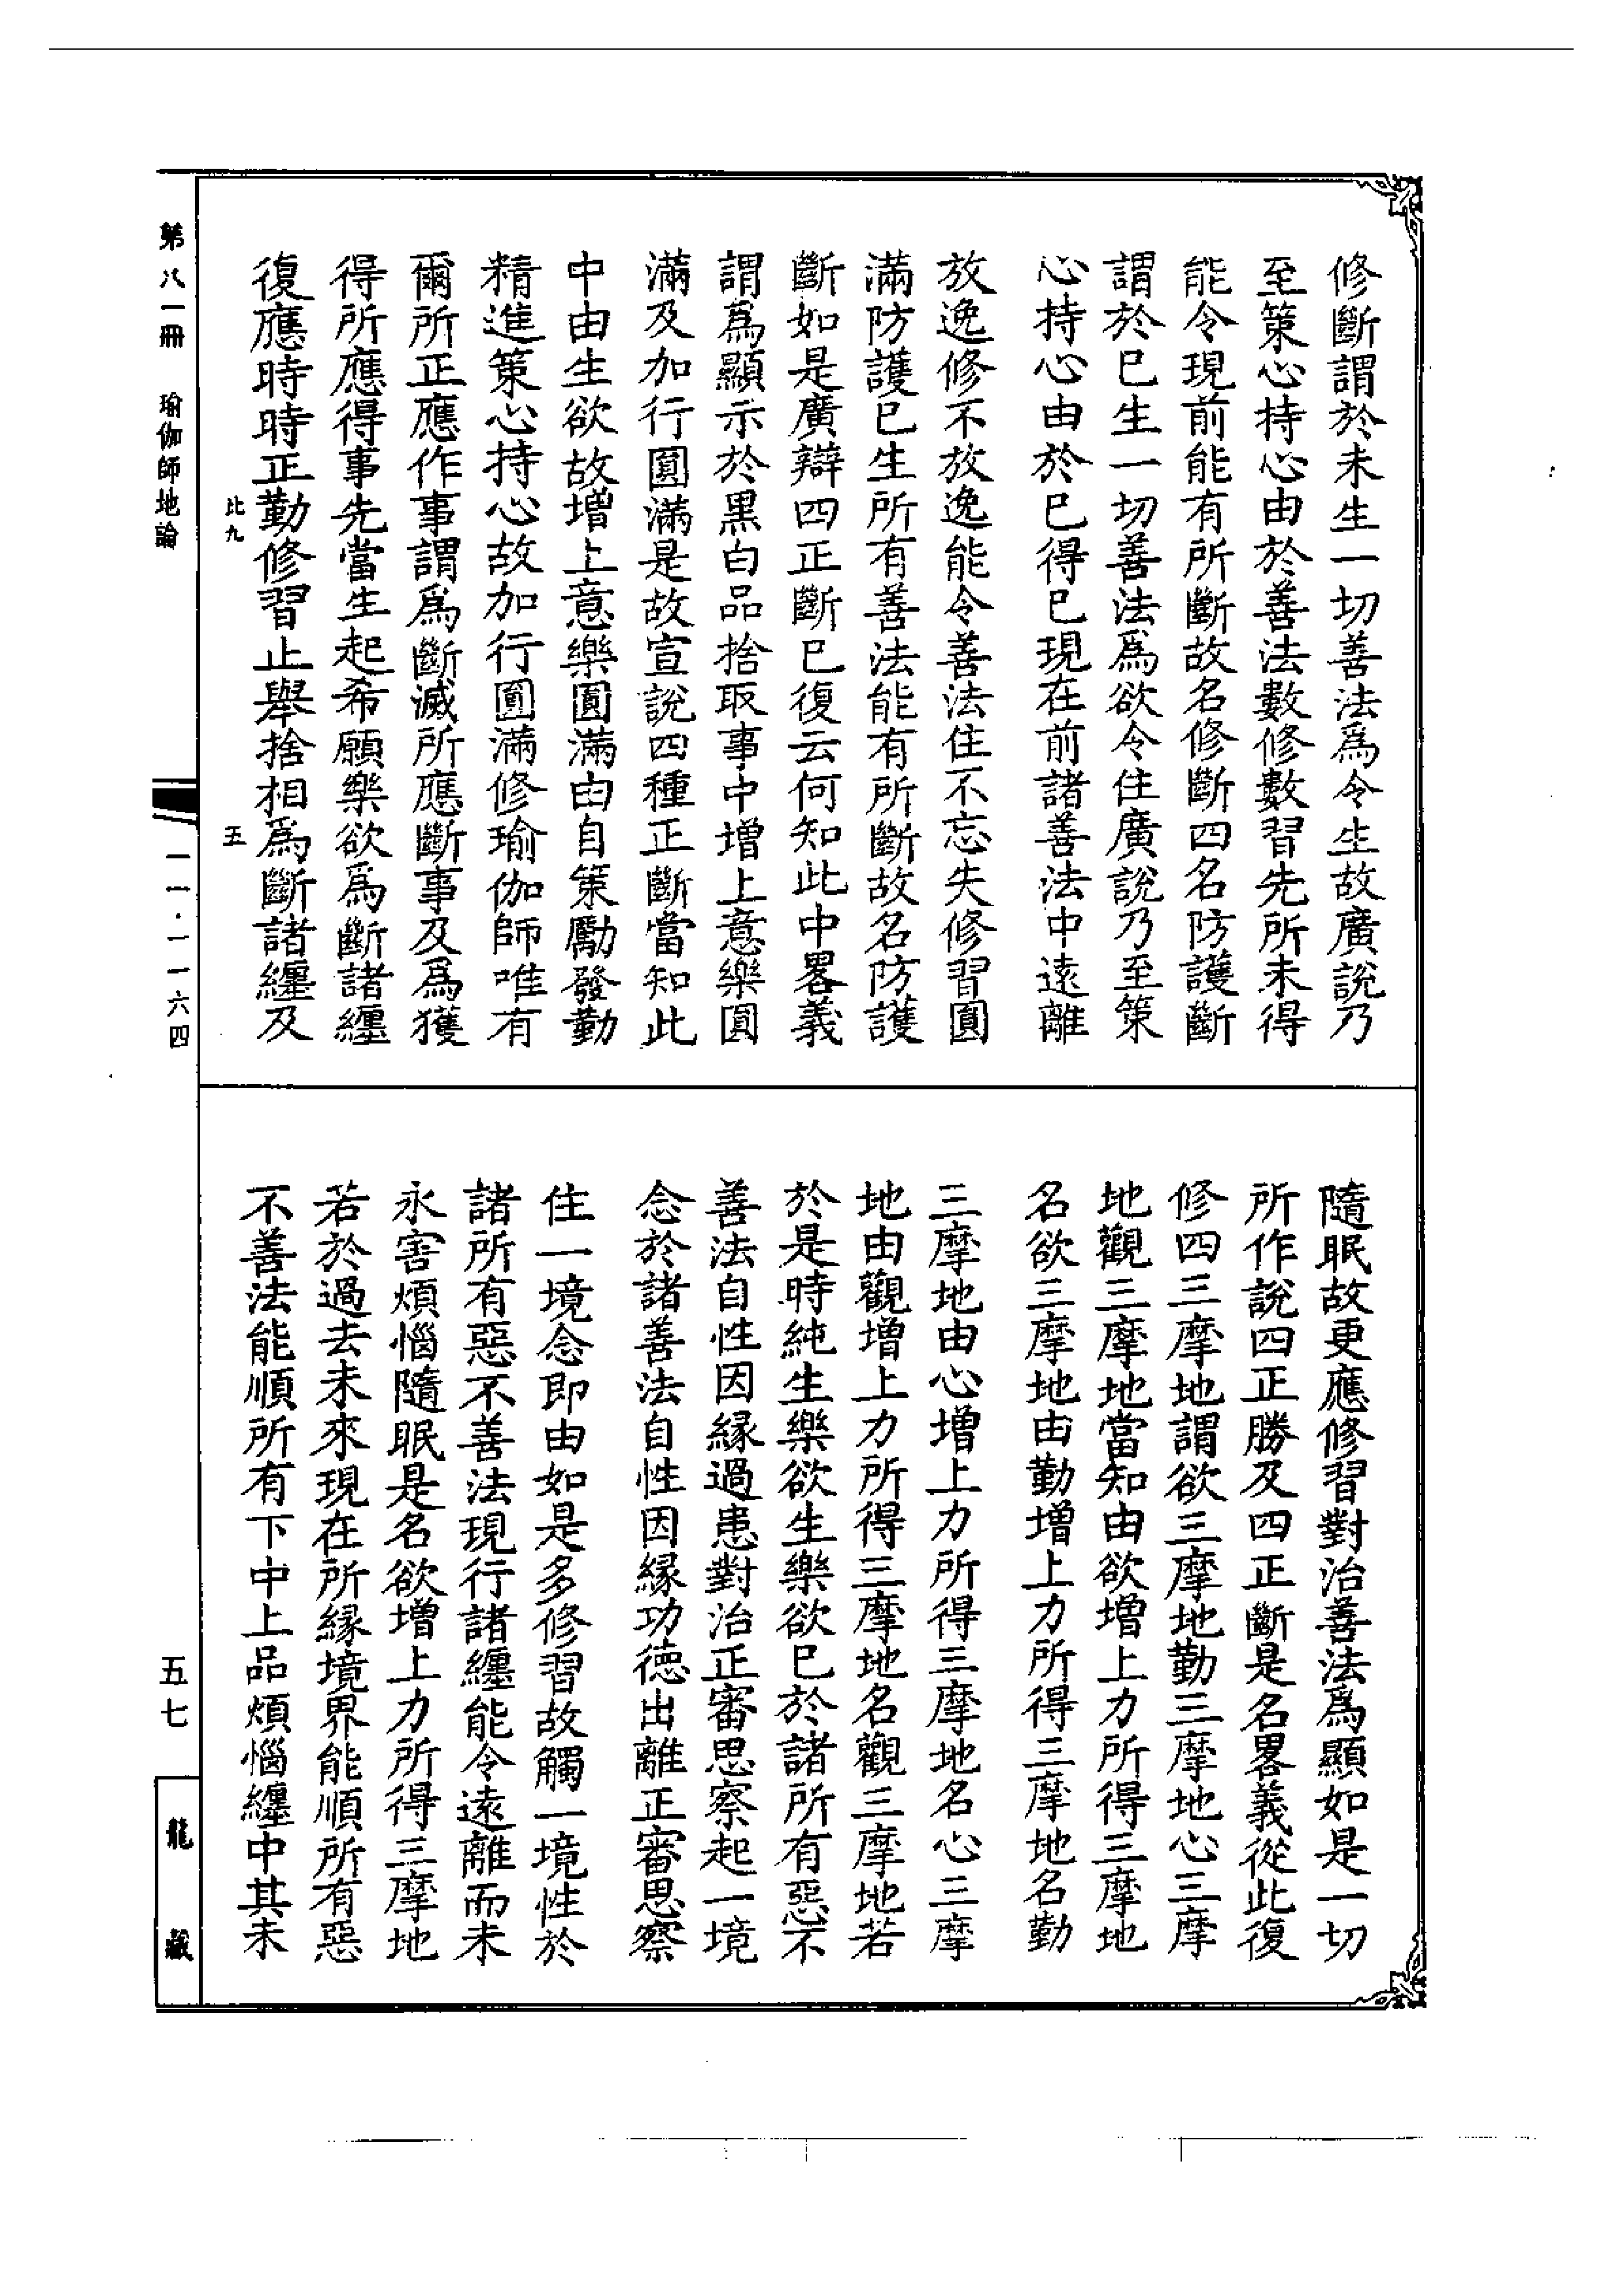 修斷謂於未生一切善法爲令生故廣說乃
至策心持心由於善法數修數習先所未得
能令現前能有所斷故名修斷四名防護斷
謂於巳生一切善法爲欲令住廣說乃至策
心持心由於巳得巳現在前諸善法中遠離
放逸修不放逸能令善法住不忘失修習圓
滿防護巳生所有善法能有所斷故名防護
斷如是廣辯四正斷巳復云何知此中畧義
謂爲顯示於黒白品捨取事中增上意樂圓
滿及加行圓滿是故宣說四種正斷當知此
中由生欲故增上意樂圓滿由自策勵發勤
精進策心持心故加行圓滿修瑜伽師唯有
爾所正應作事謂爲斷滅所應斷事及爲獲
得所應得事先當生起希願樂欲爲斷諸纏
復應時時正勤修習止舉捨相爲斷諸纏及
比九
五
隨眠故更應修習對治善法爲顯如是一切
所作說四正勝及四正斷是名畧義從此復
修四三摩地謂欲三摩地勤三摩地心三摩
地觀三摩地當知由欲增上力所得三摩地
名欲三摩地由勤增上力所得三摩地名勤
三摩地由心增上力所得三摩地名心三摩
地由觀增上力所得三摩地名觀三摩地若
於是時純生樂欲生樂欲巳於諸所有惡不
善法自性因緣過患對治正審思察起一境
念於諸善法自性因緣功德出離正審思察
住一境念即由如是多修習故觸一境性於
諸所有惡不善法現行諸纏能令遠離而未
永害煩惱隨眠是名欲增上力所得三摩地
若於過去未來現在所緣境界能順所有惡
不善法能順所有下中上品煩惱纏中其未
第八一冊 瑜伽師地論
一一·一一六四
五七
龍藏